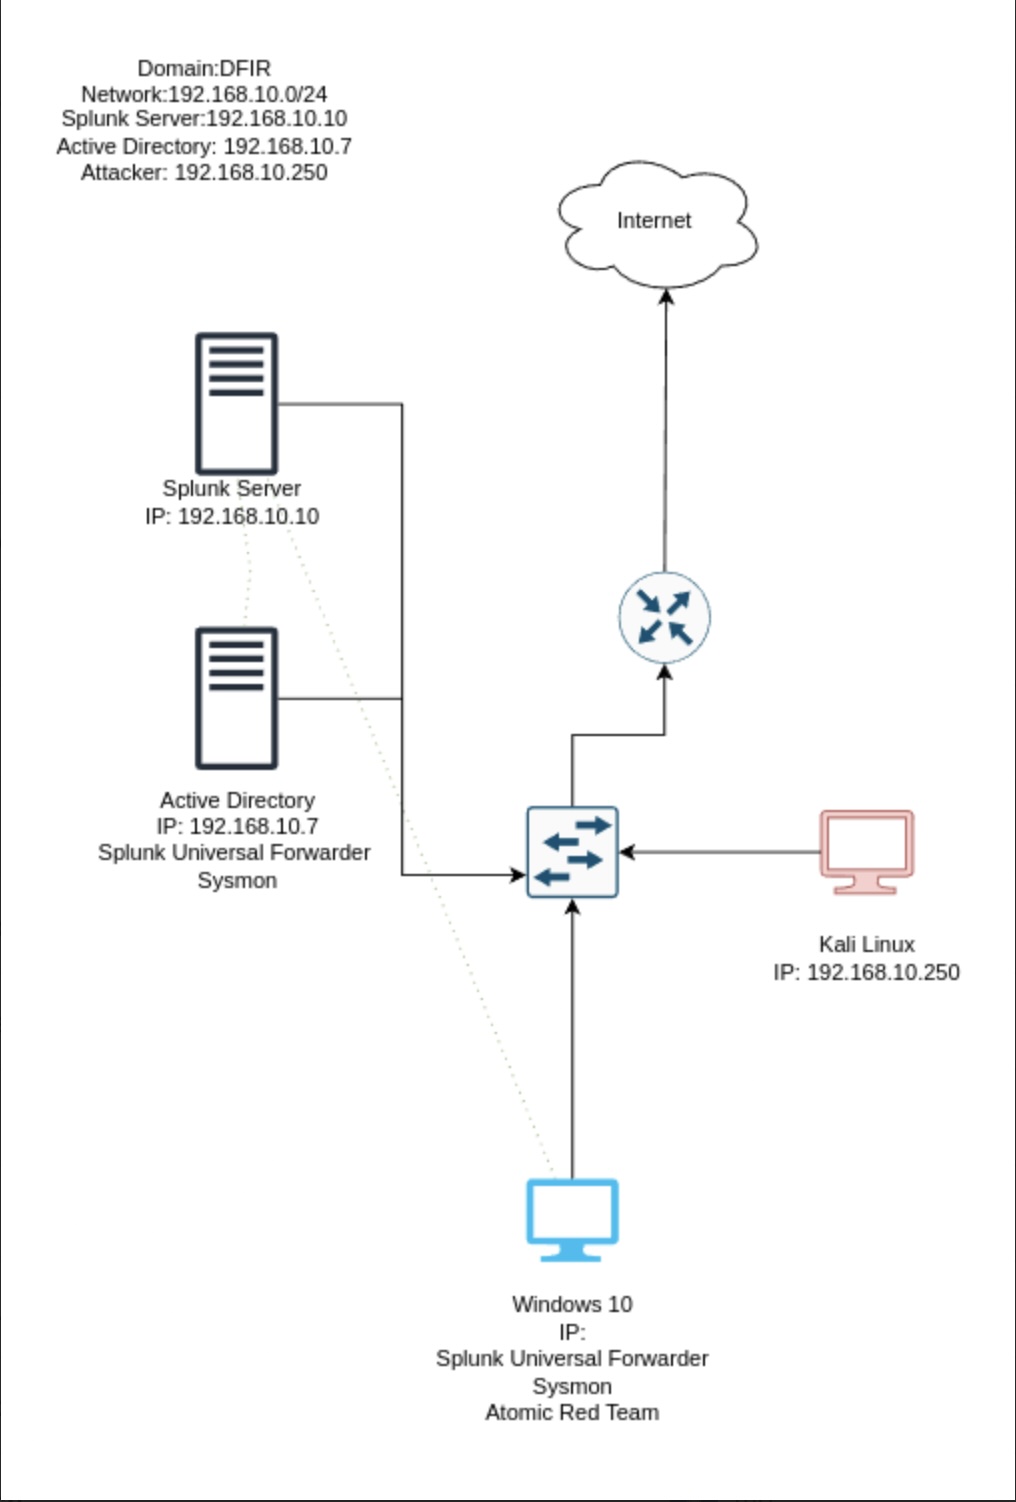 Domain:DFIR
Network:192.168.10.0/24
Splunk Server:192.168.10.10
Active Directory: 192.168.10.7
Attacker: 192.168.10.250
Internet
Splunk Server
IP: 192.168.10.10
Active Directory
IP: 192.168.10.7
Splunk Universal Forwarder
Sysmon
Kali Linux
IP: 192.168.10.250
Windows 10
IP:
Splunk Universal Forwarder
Sysmon
Atomic Red Team